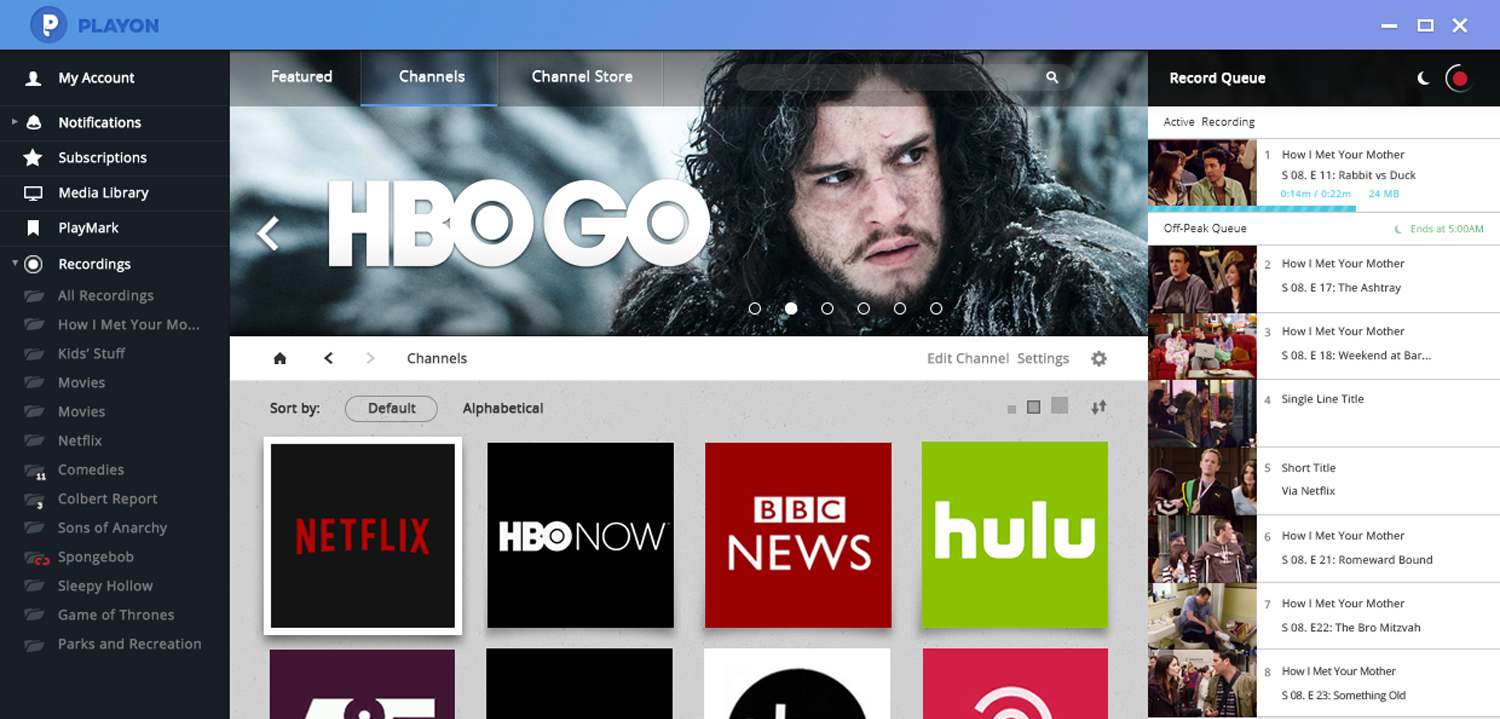 PLAYON
My Account
Notifications
Subscriptions
Media Library
PlayMark
Recordings
All Recordings
How I Met Your Mo...
Kids' Stuff
Movies
Movies
Netflix
Comedies
11
Colbert Report
3
Sons of Anarchy
Spongebob
Sleepy Hollow
Game of Thrones
Parks and Recreation
Featured
Channels
Channel Store
HBO GO
Channels
Edit Channel Settings
Sort by:
Default
Alphabetical
NETFLIX
HBO NOW
BBC
NEWS
hulu
Record Queue
Active Recording
1 How I Met Your Mother
S 08. E 11: Rabbit vs Duck
0:14m / 0:22m 24 MB
Off-Peak Queue
Ends at 5:00AM
2 How I Met Your Mother
S 08. E 17: The Ashtray
3 How I Met Your Mother
S 08. E 18: Weekend at Bar...
4 Single Line Title
5 Short Title
Via Netflix
6 How I Met Your Mother
S 08. E 21: Romeward Bound
7 How I Met Your Mother
S 08. E22: The Bro Mitzvah
8 How I Met Your Mother
S 08. E 23: Something Old